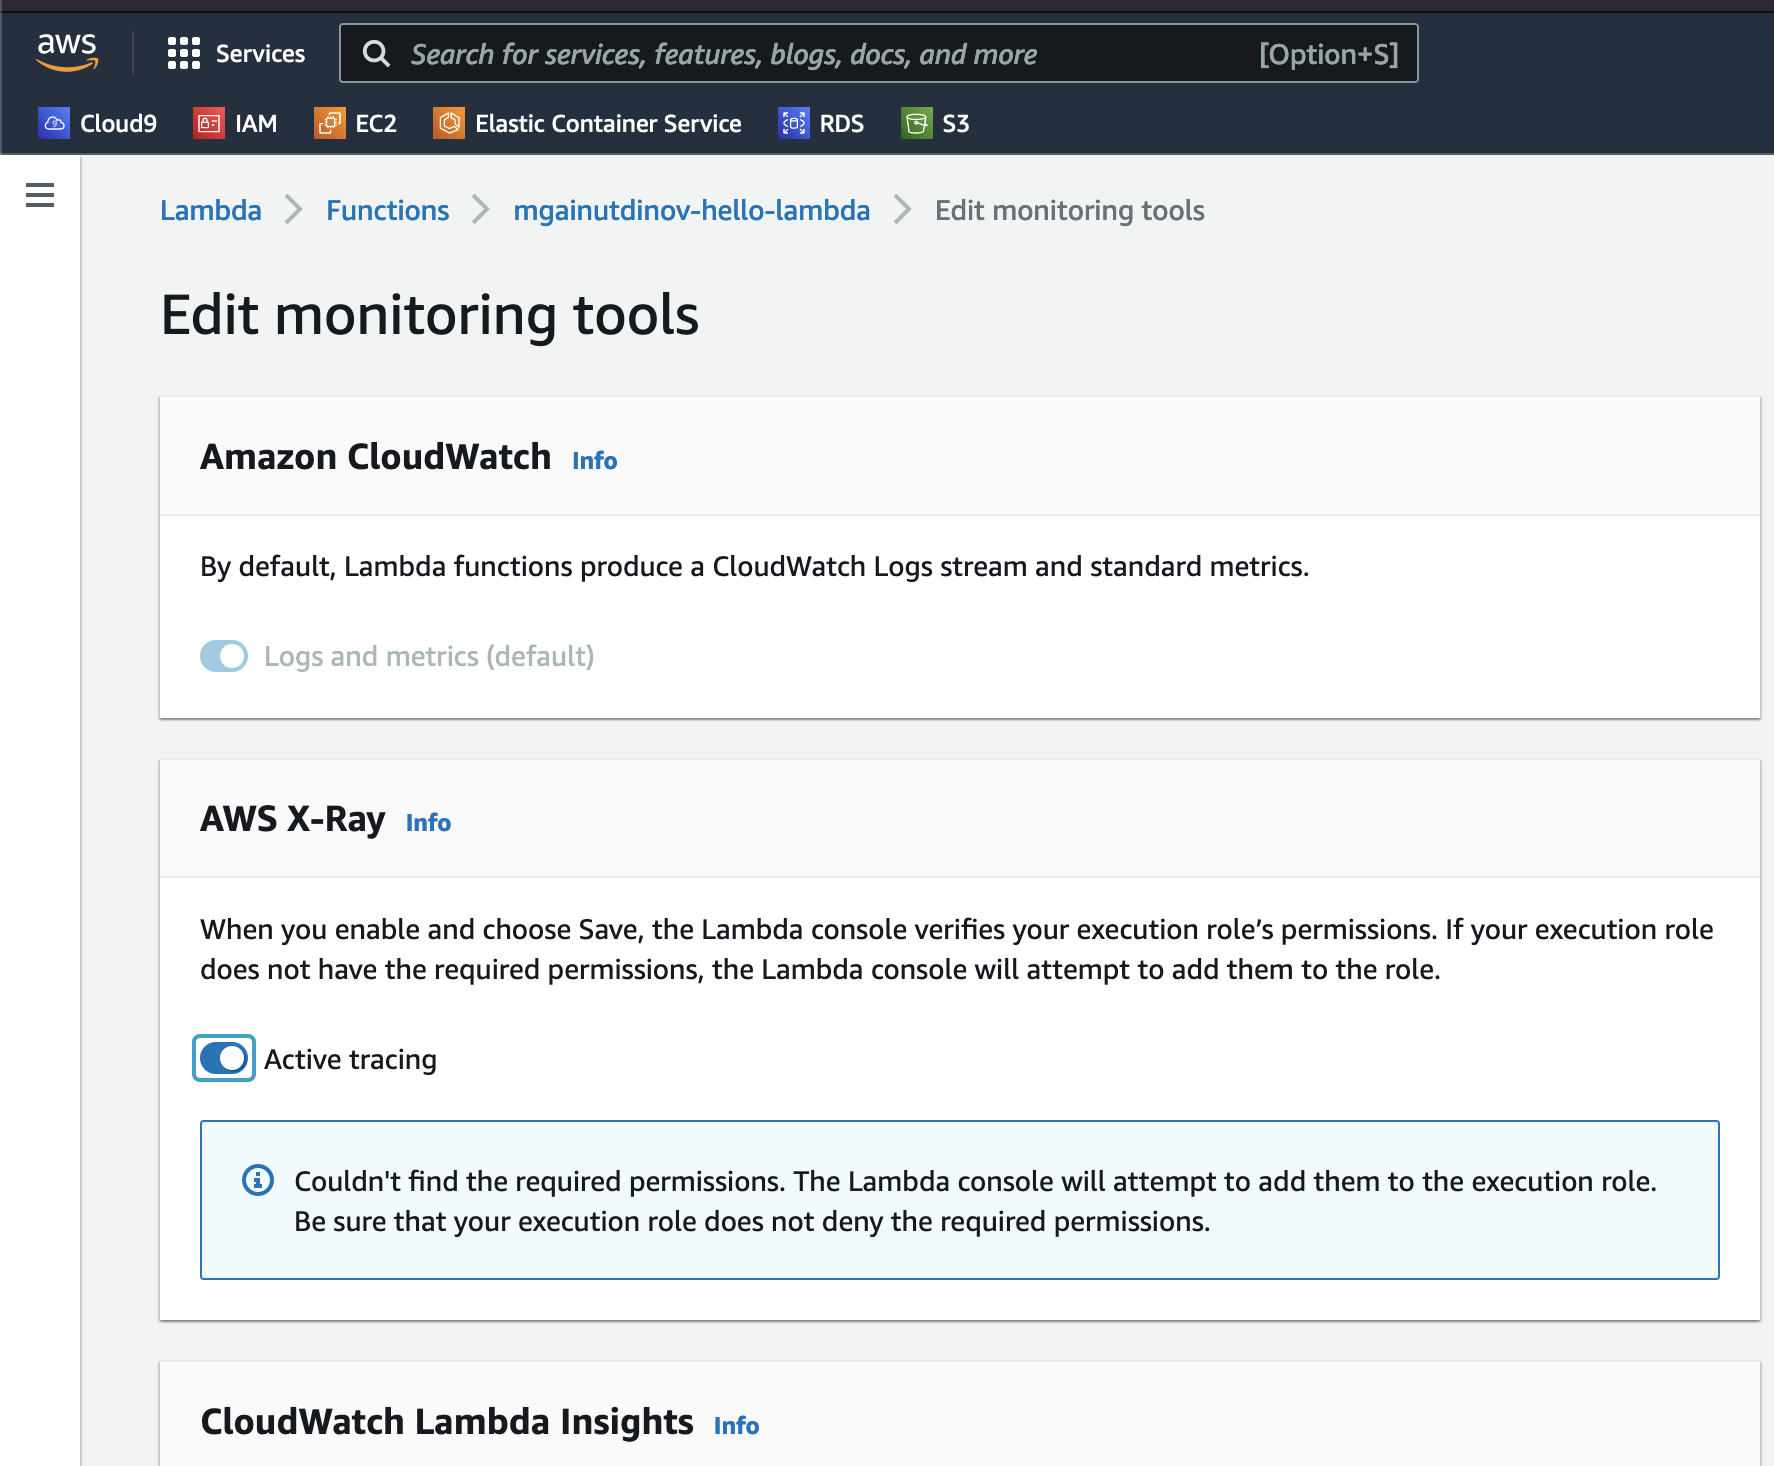 aws
Services
Search for services, features, blogs, docs, and more
[Option+S]
Cloud9
IAM
EC2
Elastic Container Service
RDS
S3
Lambda
Functions
mgainutdinov-hello-lambda
Edit monitoring tools
Edit monitoring tools
Amazon CloudWatch Info
By default, Lambda functions produce a CloudWatch Logs stream and standard metrics.
Logs and metrics (default)
AWS X-Ray Info
When you enable and choose Save, the Lambda console verifies your execution role’s permissions. If your execution role
does not have the required permissions, the Lambda console will attempt to add them to the role.
Active tracing
Couldn't find the required permissions. The Lambda console will attempt to add them to the execution role.
Be sure that your execution role does not deny the required permissions.
CloudWatch Lambda Insights Info